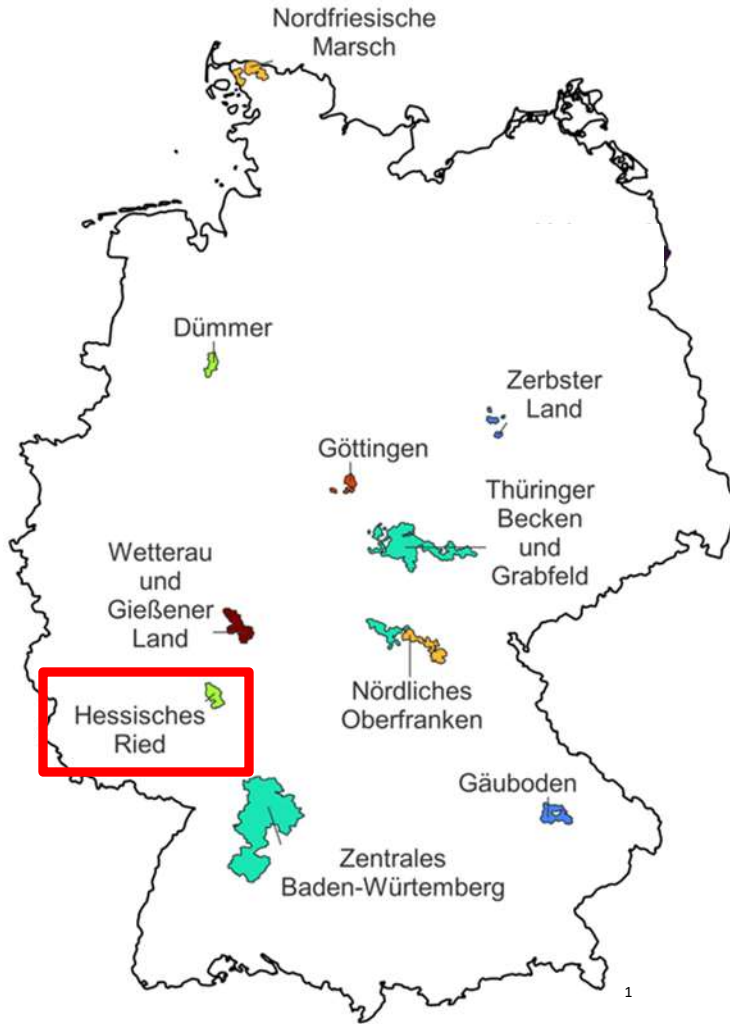 Nordfriesische
Marsch
Dümmer
Zerbster
Land
Göttingen
Thüringer
Becken
und
Grabfeld
Wetterau
und
Gießener
Land
Hessisches
Ried
Nördliches
Oberfranken
Gäuboden
Zentrales
Baden-Würtemberg
1